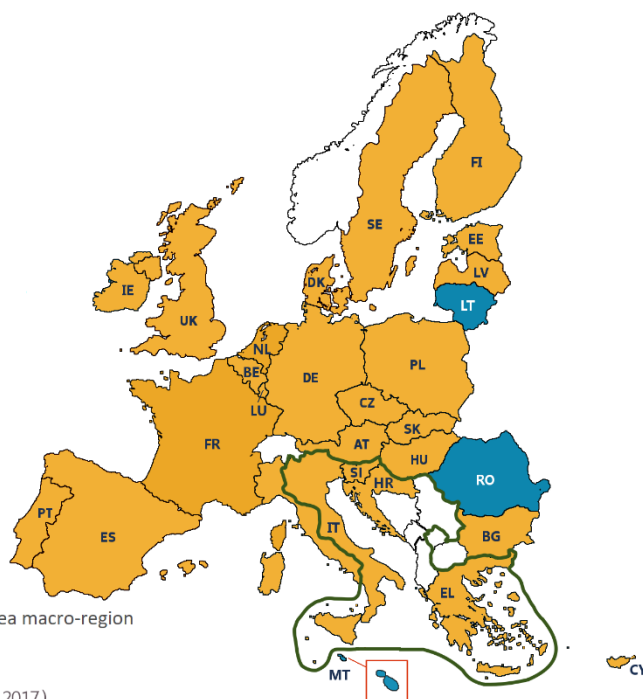 FI
SE
EE
LV
DK
LT
IE
UK
NL
PL
BE
DE
CZ
LU
SK
FR
AT
HU
SI
RO
HR
PT
IT
ES
BG
EL
ea macro-region
MT
CY
2017)